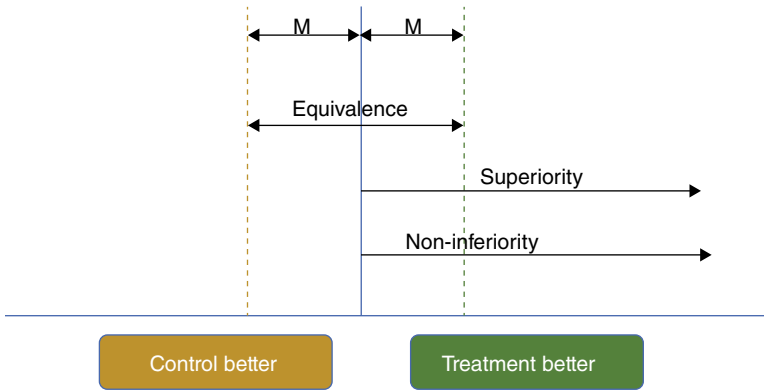 M M
Equivalence
Superiority
Non-inferiority
Control better
Treatment better